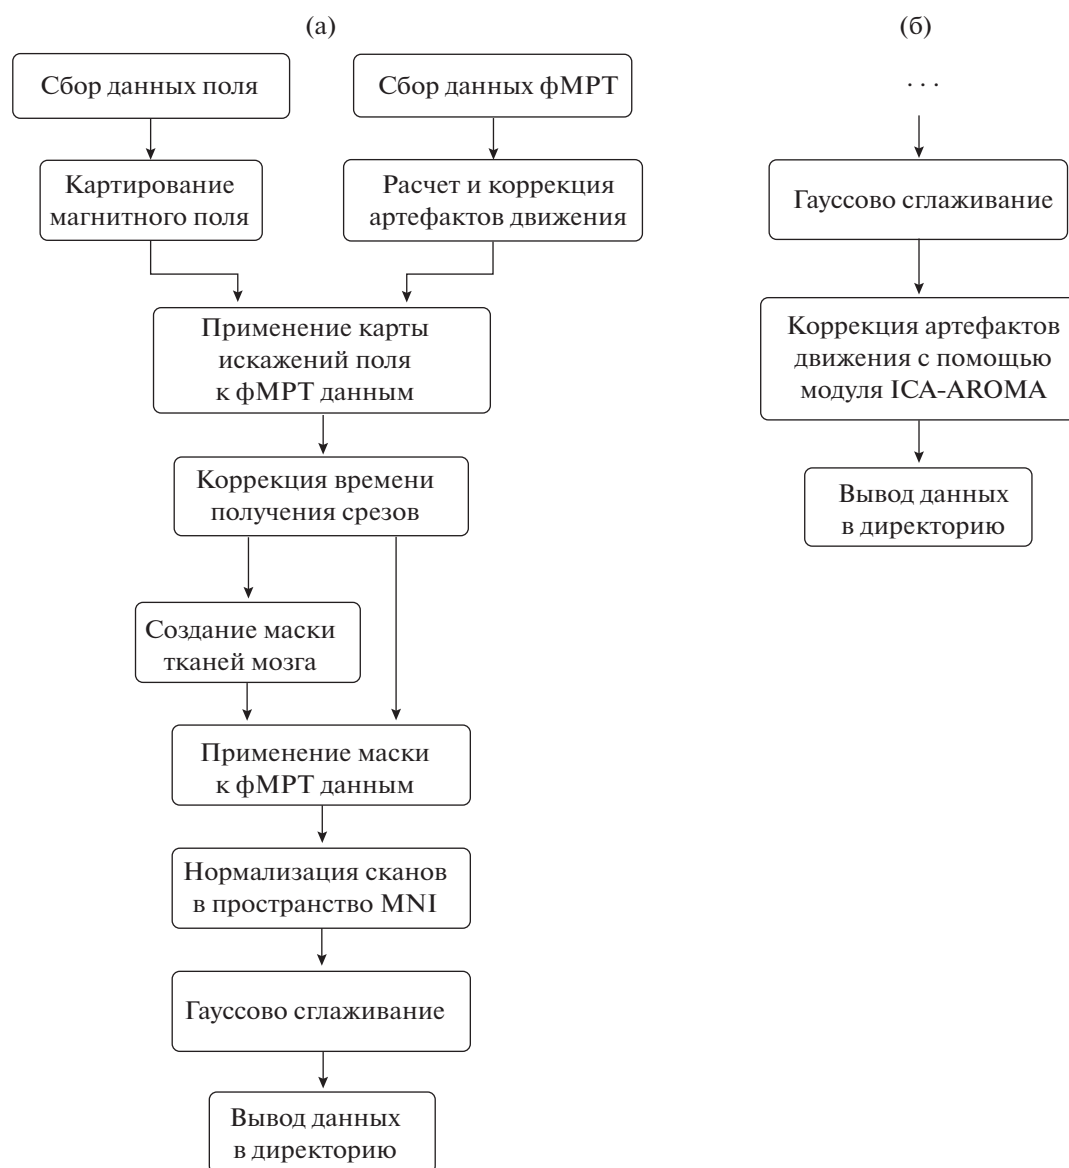 (а)
Сбор данных поля
Сбор данных фМРТ
Картирование
магнитного поля
Расчет и коррекция
артефактов движения
Применение карты
искажений поля
к фМРТ данным
Коррекция времени
получения срезов
Создание маски
тканей мозга
Применение маски
к фМРТ данным
Нормализация сканов
в пространство MNI
Гауссово сглаживание
Вывод данных
в директорию
(б)
. . .
Гауссово сглаживание
Коррекция артефактов
движения с помощью
модуля ICA-AROMA
Вывод данных
в директорию